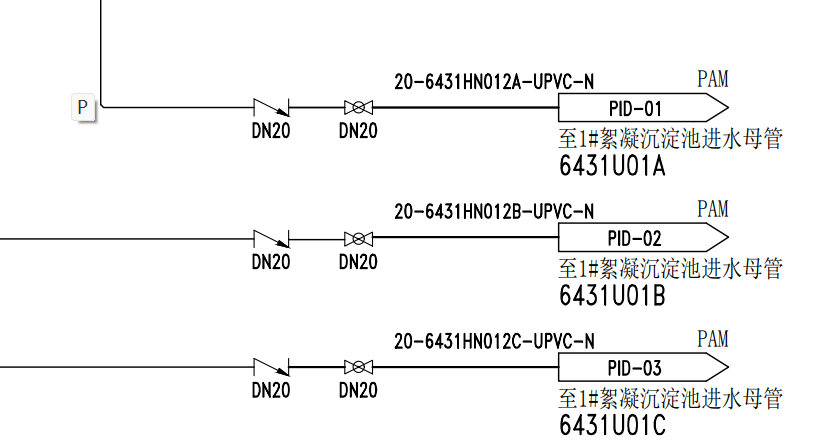 20-6431HN012A-UPVC-N
PAM
P
PID-01
DN20
DN20
至1#絮凝沉淀池进水母管
6431U01A
20-6431HN012B-UPVC-N
PAM
PID-02
DN20
DN20
至1#絮凝沉淀池进水母管
6431U01B
20-6431HN012C-UPVC-N
PAM
PID-03
DN20
DN20
至1#絮凝沉淀池进水母管
6431U01C